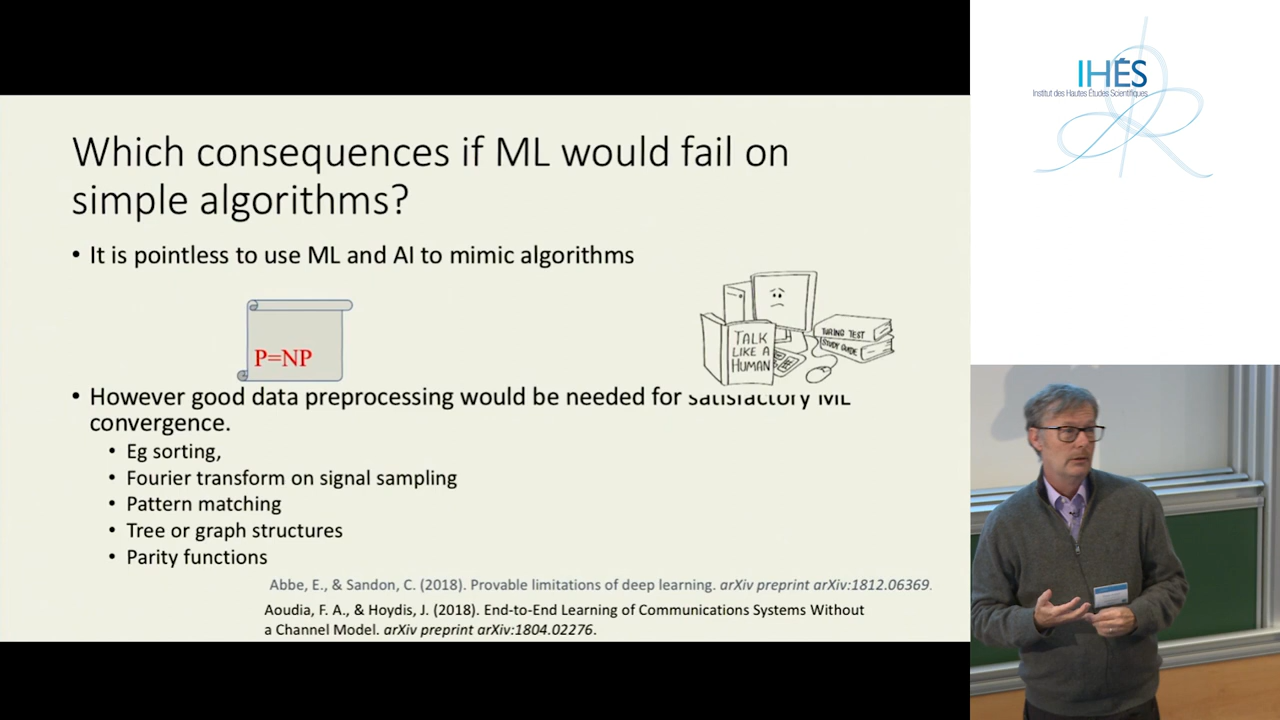 IHÉS
Institut des Hautes Études Scientifiques
Which consequences if ML would fail on
simple algorithms?
• It is pointless to use ML and AI to mimic algorithms
P=NP
TALK
LIKE A
HUMAN
TURING TEST
STUDY GUIDE
• However good data preprocessing would be needed for satisfactory ML
convergence.
• Eg sorting,
• Fourier transform on signal sampling
• Pattern matching
• Tree or graph structures
• Parity functions
Abbe, E., & Sandon, C. (2018). Provable limitations of deep learning. arXiv preprint arXiv:1812.06369.
Aoudia, F. A., & Hoydis, J. (2018). End-to-End Learning of Communications Systems Without
a Channel Model. arXiv preprint arXiv:1804.02276.